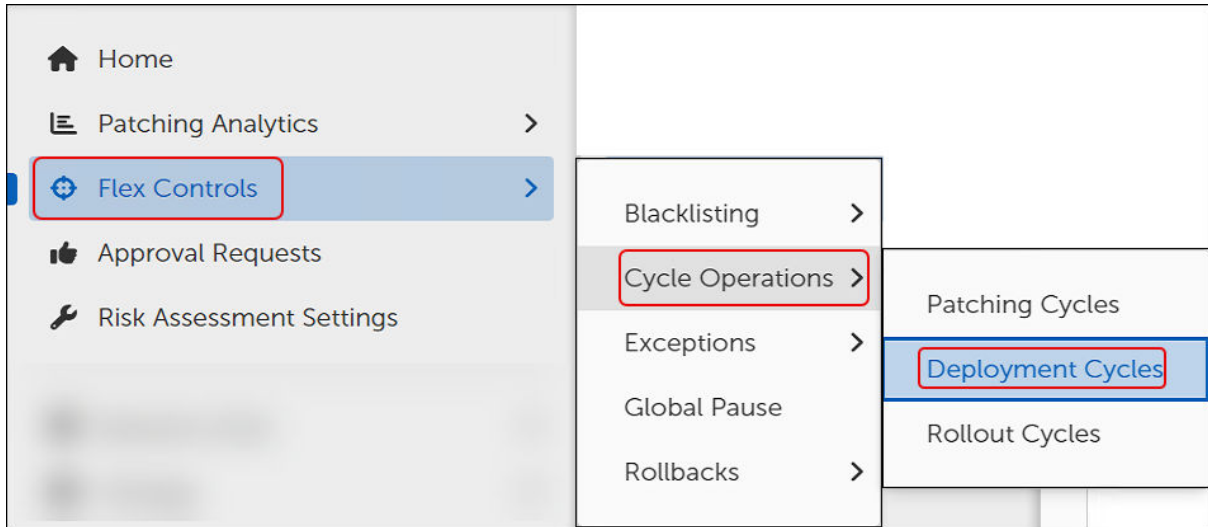 Home
Patching Analytics
Flex Controls
Approval Requests
Risk Assessment Settings
Blacklisting
Cycle Operations
Exceptions
Global Pause
Rollbacks
Patching Cycles
Deployment Cycles
Rollout Cycles